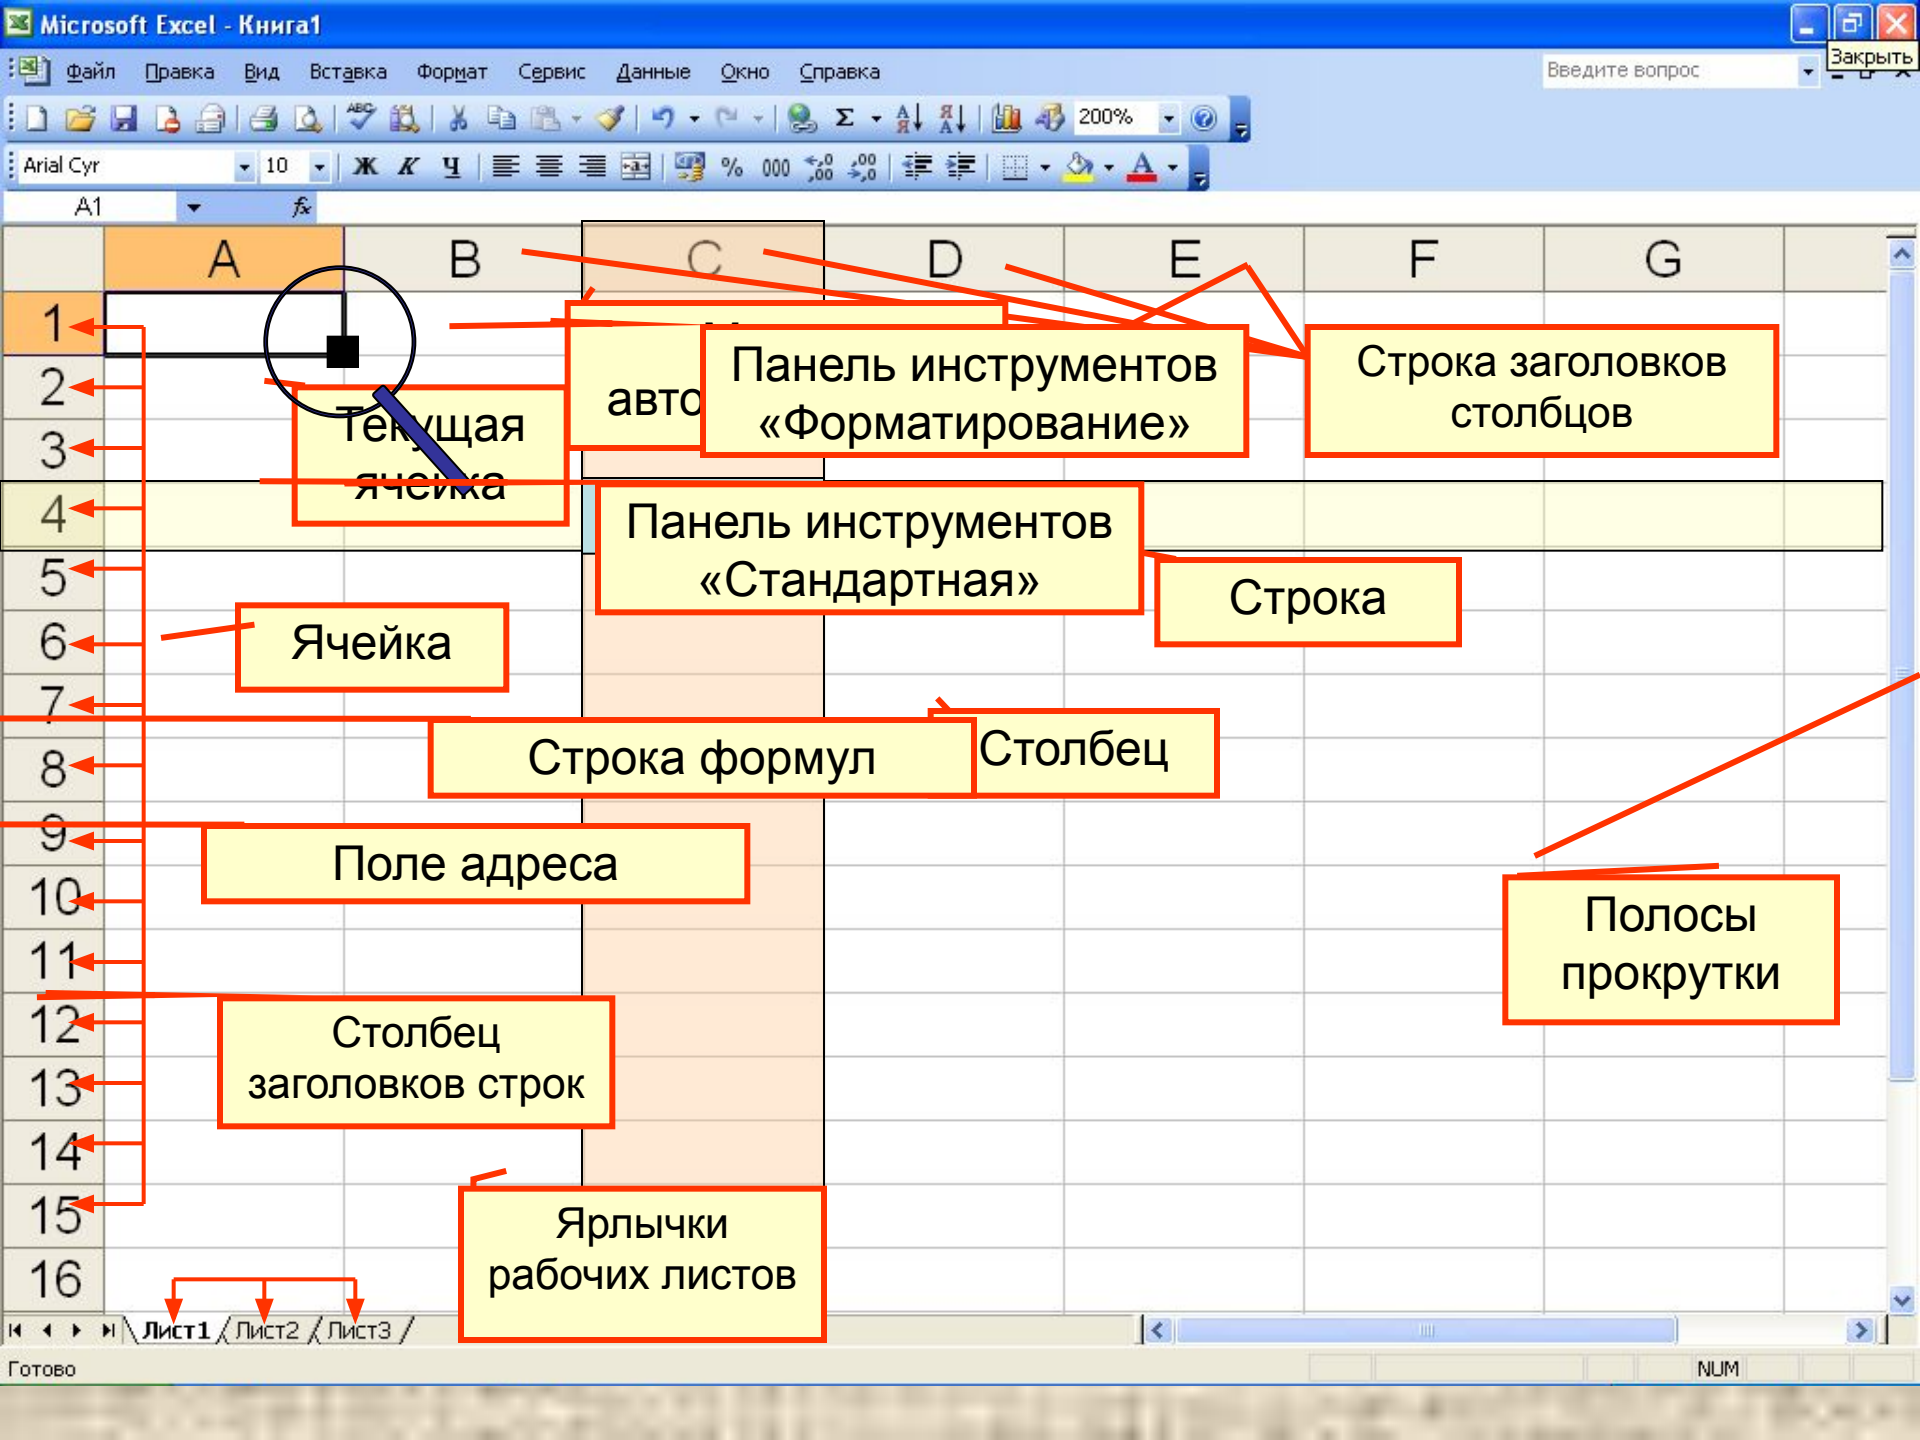 Microsoft Excel - Книга1
Файл Правка Вид Вставка Формат Сервис Данные Окно Справка Введите вопрос
Закрыть
200%
Arial Cyr 10 Ж К Ч % 000
A1 fx
A B C D E F G
1
2
3
4
5
6
7
8
9
10
11
12
13
14
15
16
Панель инструментов
«Форматирование»
Строка заголовков
столбцов
Текущая
ячейка
Панель инструментов
«Стандартная»
Строка
Ячейка
Строка формул
Столбец
Поле адреса
Полосы
прокрутки
Столбец
заголовков строк
Ярлычки
рабочих листов
Лист1 Лист2 Лист3
Готово NUM